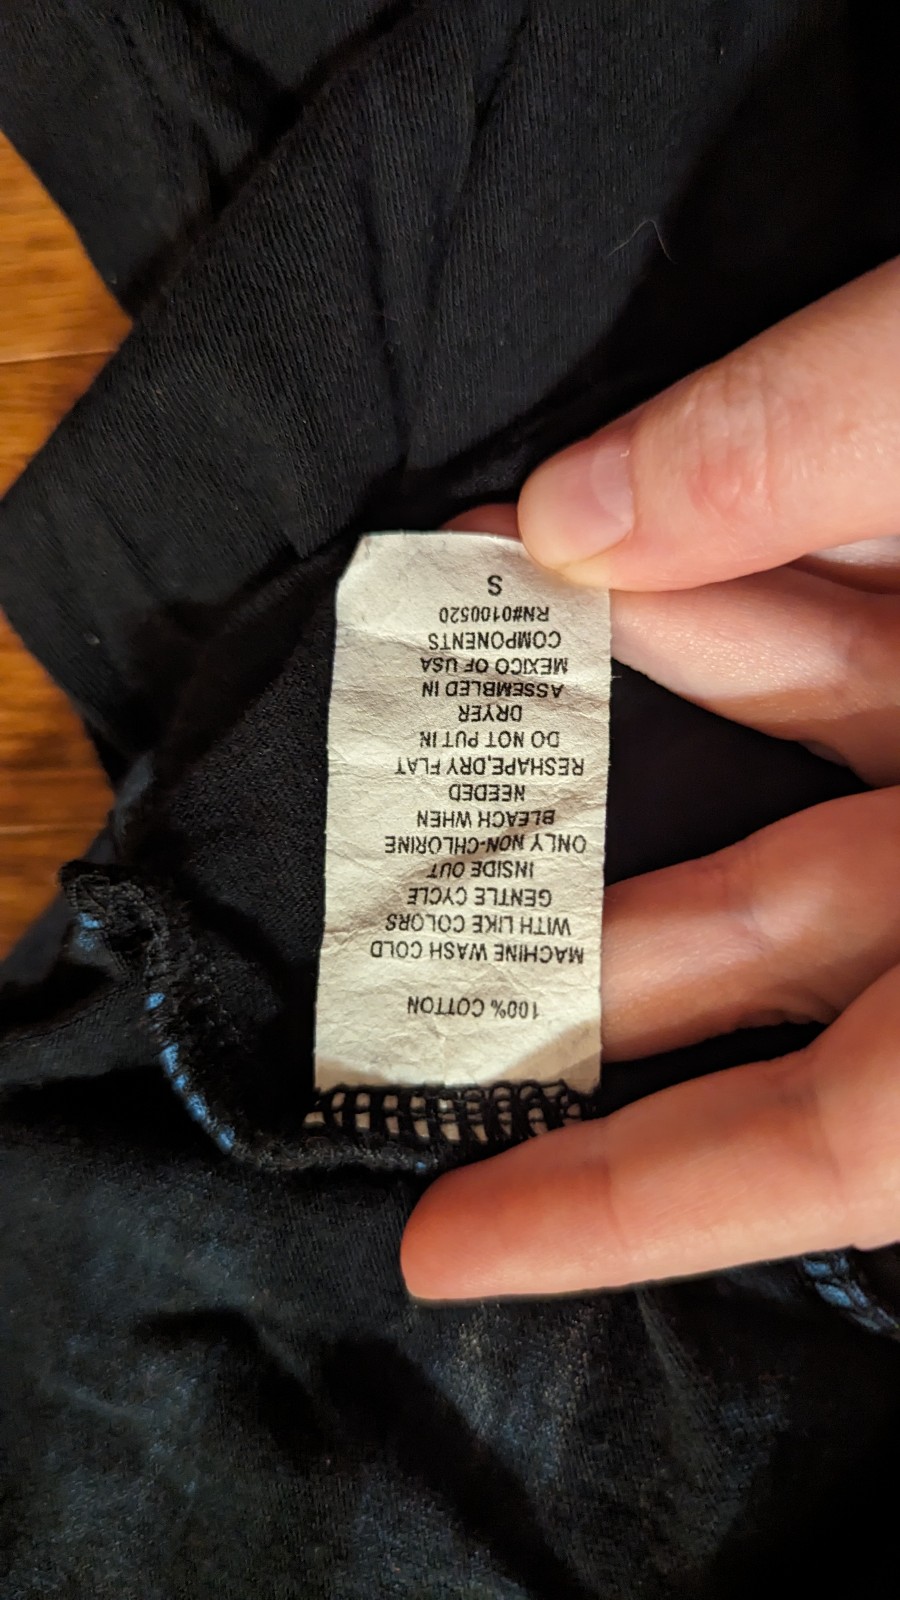 100% COTTON
MACHINE WASH COLD
WITH LIKE COLORS
GENTLE CYCLE
INSIDE OUT
ONLY NON-CHLORINE
BLEACH WHEN
NEEDED
RESHAPE,DRY FLAT
DO NOT PUT IN
DRYER
ASSEMBLED IN
MEXICO OF USA
COMPONENTS
RN#0100520
S